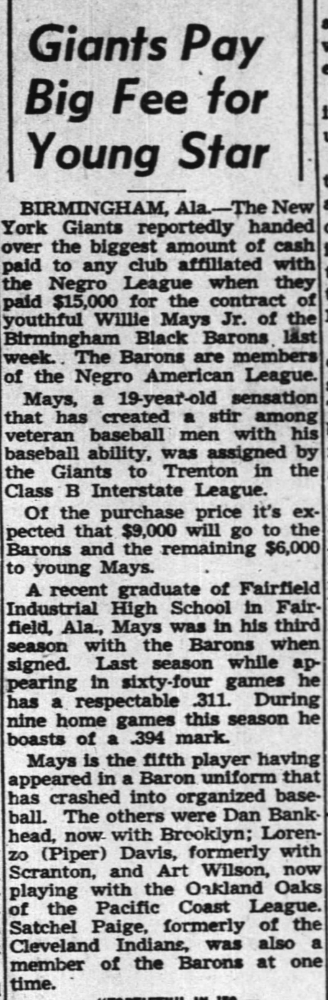 Giants Pay
Big Fee for
Young Star
BIRMINGHAM, Ala.—The New
York Giants reportedly handed
over the biggest amount of cash
paid to any club affiliated with
the Negro League when they
paid $15,000 for the contract of
youthful Willie Mays Jr. of the
Birmingham Black Barons last
week. The Barons are members
of the Negro American League.
Mays, a 19-year-old sensation
that has created a stir among
veteran baseball men with his
baseball ability, was assigned by
the Giants to Trenton in the
Class B Interstate League.
Of the purchase price it's ex-
pected that $9,000 will go to the
Barons and the remaining $6,000
to young Mays.
A recent graduate of Fairfield
Industrial High School in Fair-
field, Ala., Mays was in his third
season with the Barons when
signed. Last season while ap-
pearing in sixty-four games he
has a respectable .311. During
nine home games this season he
boasts of a .394 mark.
Mays is the fifth player having
appeared in a Baron uniform that
has crashed into organized base-
ball. The others were Dan Bank-
head, now with Brooklyn; Loren-
zo (Piper) Davis, formerly with
Scranton, and Art Wilson, now
playing with the Oakland Oaks
of the Pacific Coast League.
Satchel Paige, formerly of the
Cleveland Indians, was also a
member of the Barons at one
time.